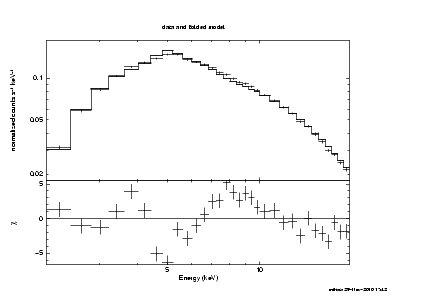 data and folded model
normalized counts s⁻¹ keV⁻¹
0.1
0.05
0.02
5
0
−5
χ
5
10
Energy (keV)